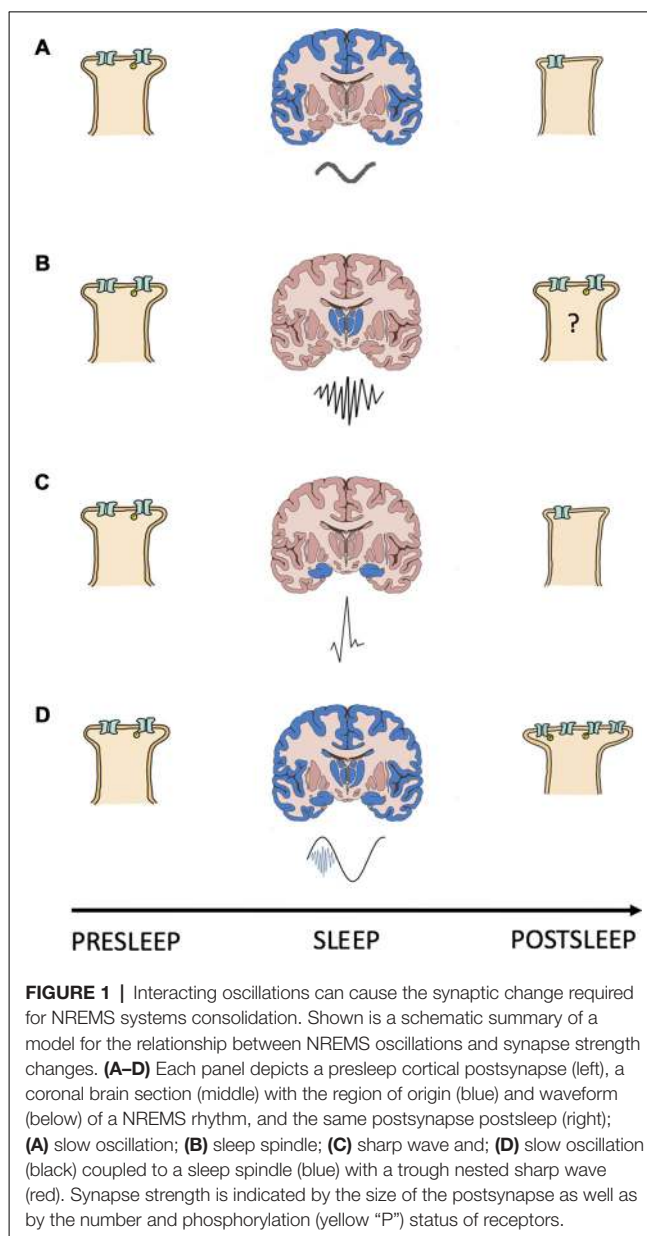 A
B
?
C
D
PRESLEEP SLEEP POSTSLEEP
FIGURE 1 | Interacting oscillations can cause the synaptic change required
for NREMS systems consolidation. Shown is a schematic summary of a
model for the relationship between NREMS oscillations and synapse strength
changes. (A–D) Each panel depicts a presleep cortical postsynapse (left), a
coronal brain section (middle) with the region of origin (blue) and waveform
(below) of a NREMS rhythm, and the same postsynapse postsleep (right);
(A) slow oscillation; (B) sleep spindle; (C) sharp wave and; (D) slow oscillation
(black) coupled to a sleep spindle (blue) with a trough nested sharp wave
(red). Synapse strength is indicated by the size of the postsynapse as well as
by the number and phosphorylation (yellow “P”) status of receptors.